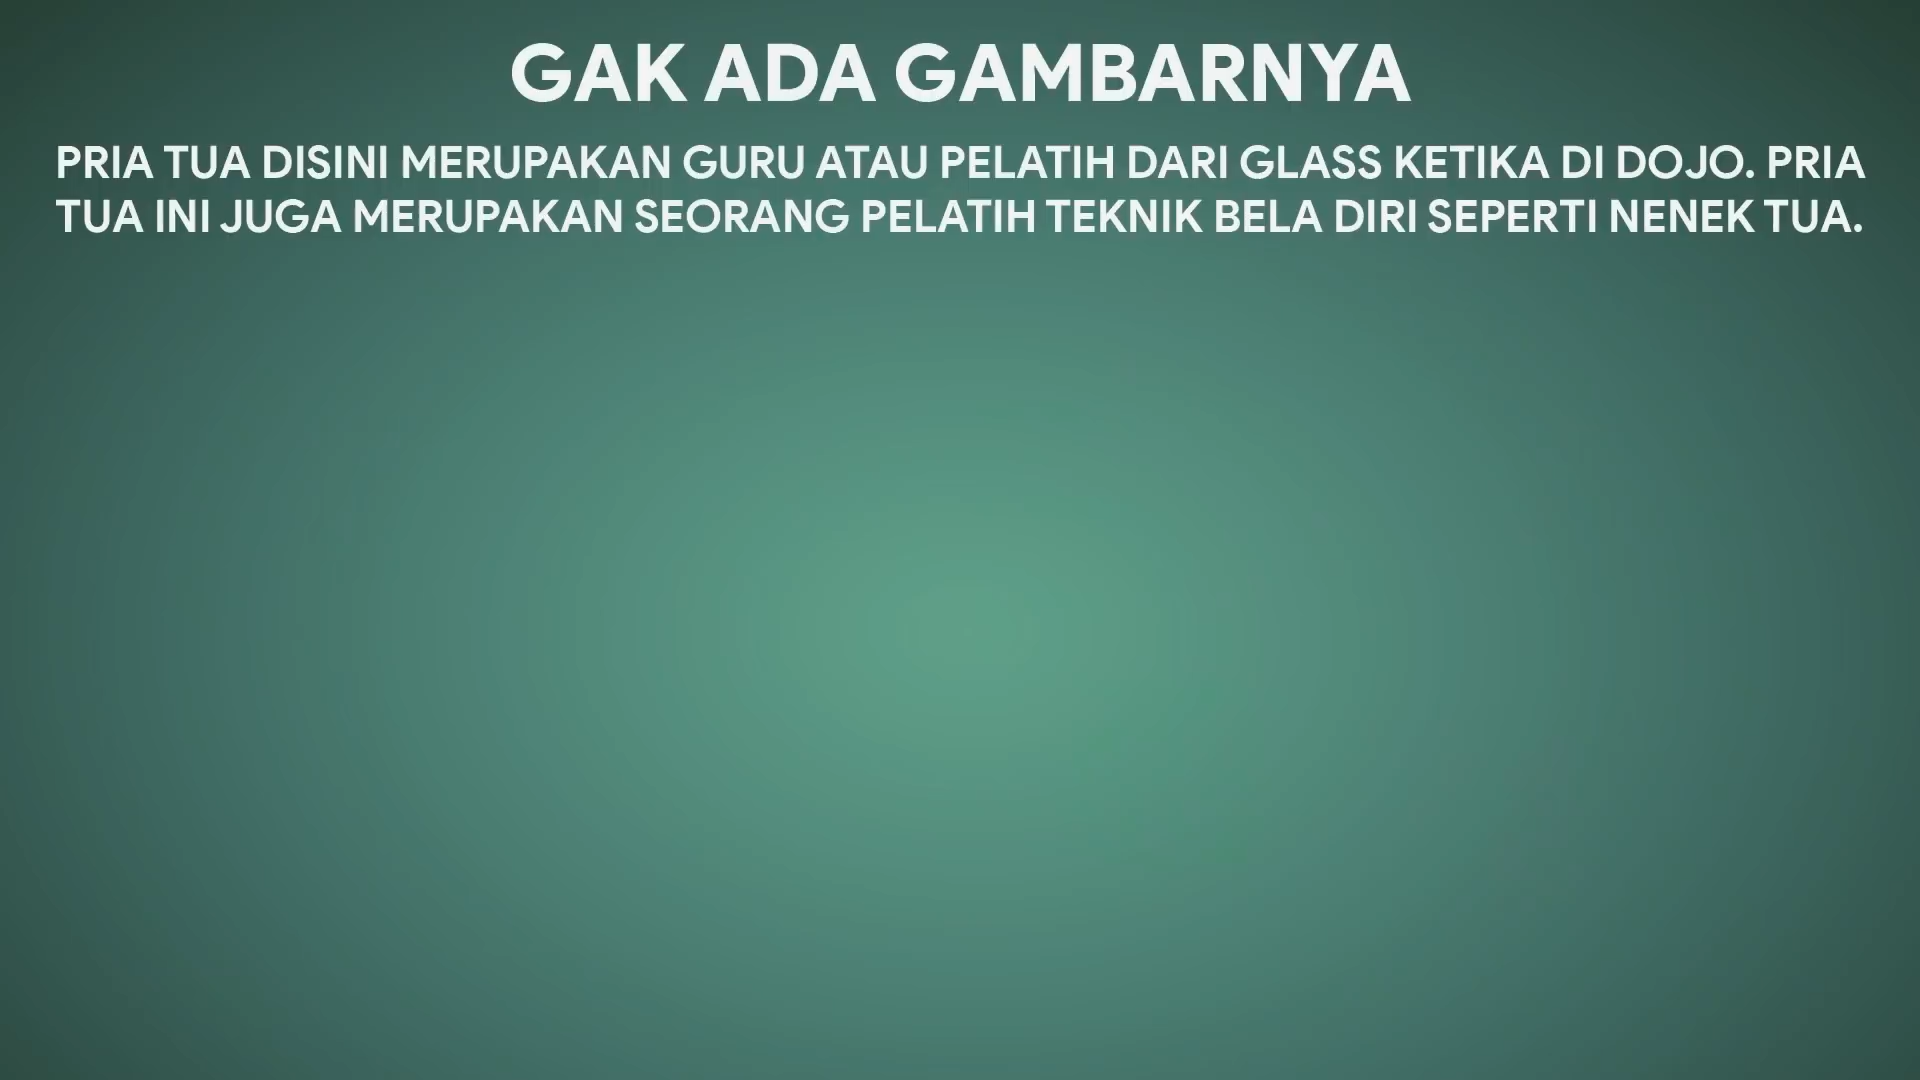 GAK ADA GAMBARNYA
PRIA TUA DISINI MERUPAKAN GURU ATAU PELATIH DARI GLASS KETIKA DI DOJO. PRIA
TUA INI JUGA MERUPAKAN SEORANG PELATIH TEKNIK BELA DIRI SEPERTI NENEK TUA.